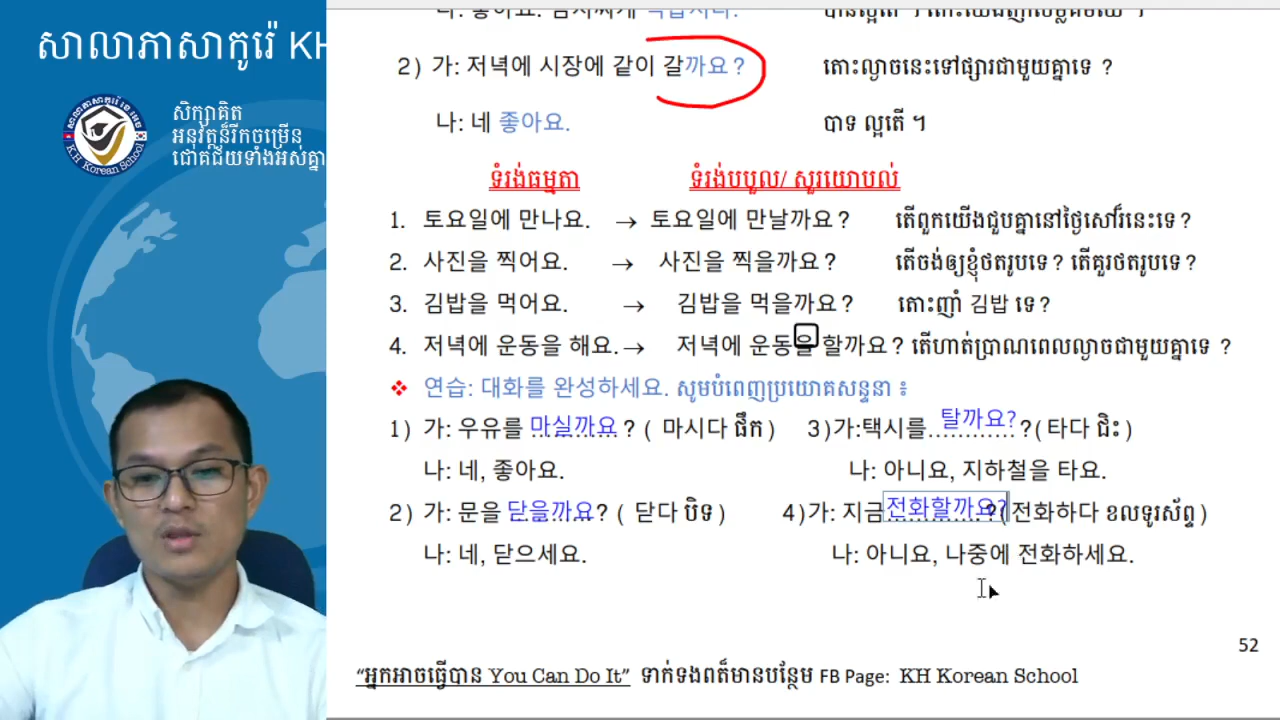 សាលាភាសាកូរ៉េ KH
K.H Korean School
សិក្សាគិត
អនុវត្តន៏រីកចម្រើន
ជោគជ័យទាំងអស់គ្នា
2) 가: 저녁에 시장에 같이 갈까요? តោះល្ងាចនេះទៅផ្សារជាមួយគ្នាទេ ?
나: 네 좋아요. បាទ ល្អតើ ។
ទំរង់ធម្មតា ទំរង់បបួល/ សួរយោបល់
1. 토요일에 만나요. → 토요일에 만날까요? តើពួកយើងជួបគ្នានៅថ្ងៃសៅរ៏នេះទេ ?
2. 사진을 찍어요. → 사진을 찍을까요? តើចង់ឲ្យខ្ញុំថតរូបទេ ? តើគួរថតរូបទេ ?
3. 김밥을 먹어요. → 김밥을 먹을까요? តោះញ៉ាំ 김밥 ទេ ?
4. 저녁에 운동을 해요. → 저녁에 운동을 할까요? តើហាត់ប្រាណពេលល្ងាចជាមួយគ្នាទេ ?
❖ 연습: 대화를 완성하세요. សូមបំពេញប្រយោគសន្ទនា ៖
1) 가: 우유를 마실까요? ( 마시다 ផឹក ) 3)가:택시를 탈까요? ............?( 타다 ជិះ )
나: 네, 좋아요. 나: 아니요, 지하철을 타요.
2) 가: 문을 닫을까요? ( 닫다 បិទ ) 4)가: 지금 전화할까요? ............?( 전화하다 ខលទូរស័ព្ទ )
나: 네, 닫으세요. 나: 아니요, 나중에 전화하세요.
52
“អ្នកអាចធ្វើបាន You Can Do It” ទាក់ទងពត៌មានបន្ថែម FB Page: KH Korean School